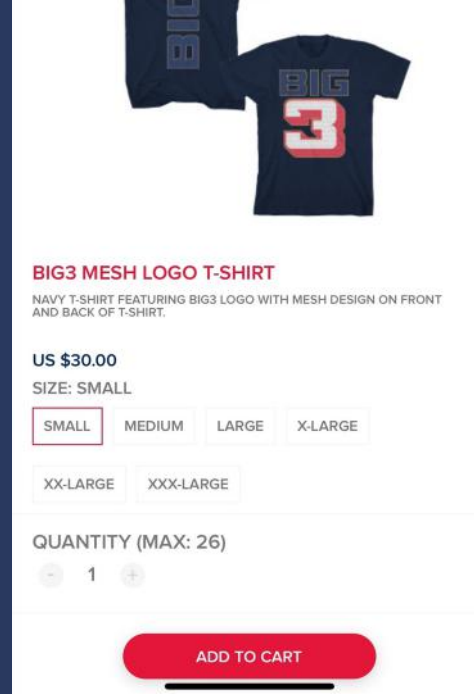 BIG
BIG
3
BIG3 MESH LOGO T-SHIRT
NAVY T-SHIRT FEATURING BIG3 LOGO WITH MESH DESIGN ON FRONT
AND BACK OF T-SHIRT.
US $30.00
SIZE: SMALL
SMALL MEDIUM LARGE X-LARGE
XX-LARGE XXX-LARGE
QUANTITY (MAX: 26)
- 1 +
ADD TO CART